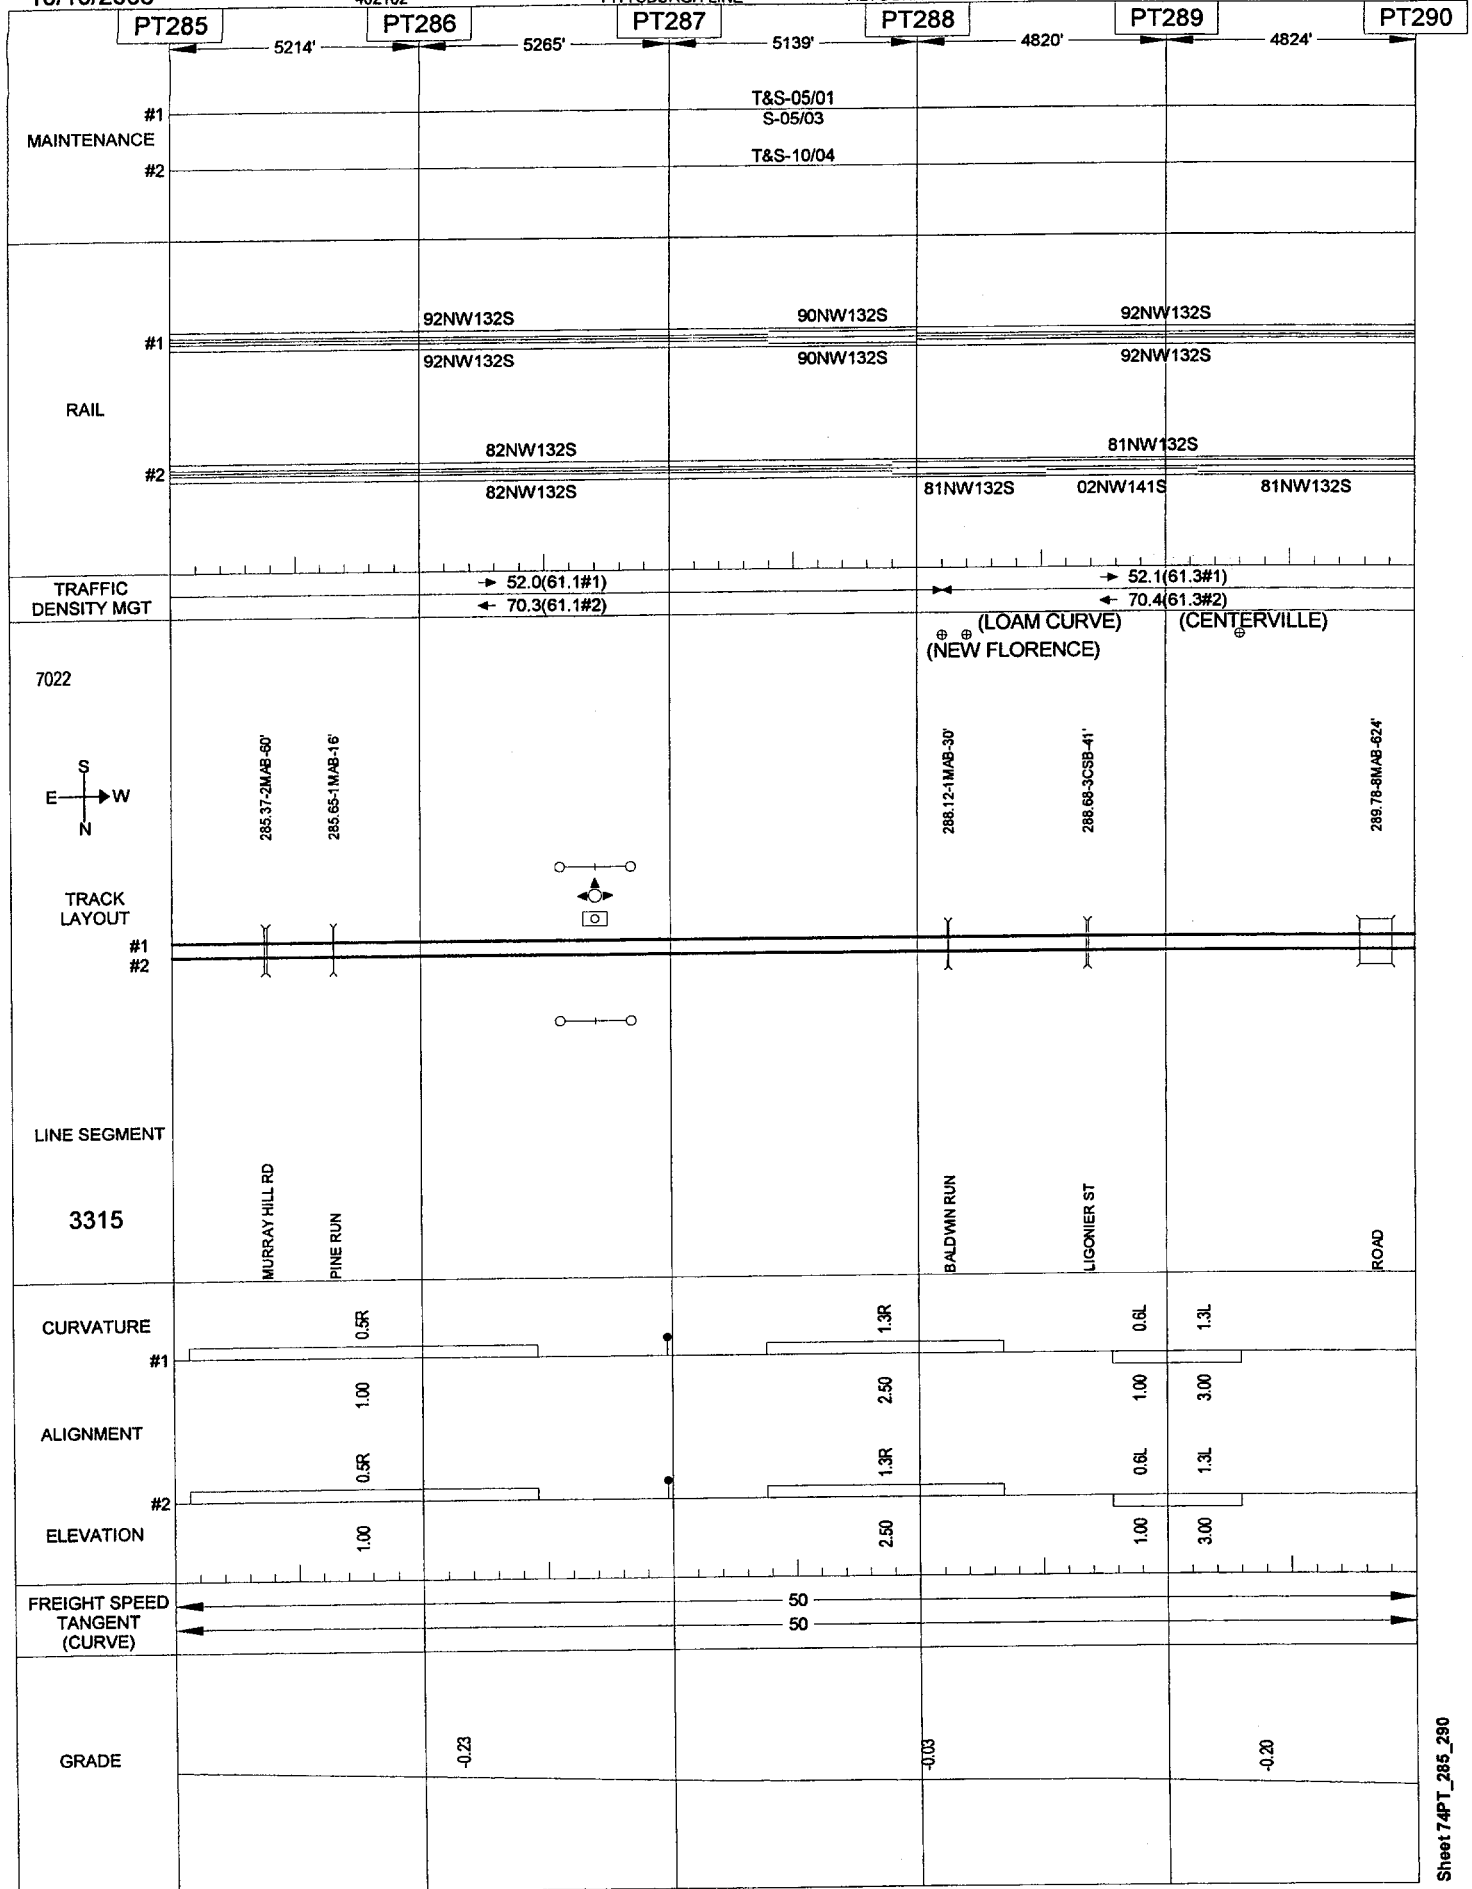 PT285 PT286 PT287 PT288 PT289 PT290
5214' 5265' 5139' 4820' 4824'
MAINTENANCE
#1
T&S-05/01
S-05/03
#2
T&S-10/04
RAIL
#1
92NW132S 90NW132S 92NW132S
92NW132S 90NW132S 92NW132S
#2
82NW132S 81NW132S
82NW132S 81NW132S 02NW141S 81NW132S
TRAFFIC
DENSITY MGT
52.0(61.1#1) 52.1(61.3#1)
70.3(61.1#2) 70.4(61.3#2)
(LOAM CURVE) (CENTERVILLE)
(NEW FLORENCE)
7022
S
E W
N
285.37-2MAB-60'
285.65-1MAB-16'
288.12-1MAB-30'
288.68-3CSB-41'
289.78-8MAB-624'
TRACK
LAYOUT
#1
#2
LINE SEGMENT
3315
MURRAY HILL RD
PINE RUN
BALDWIN RUN
LIGONIER ST
ROAD
CURVATURE
#1
0.5R 1.3R 0.6L 1.3L
1.00 2.50 1.00 3.00
ALIGNMENT
#2
0.5R 1.3R 0.6L 1.3L
1.00 2.50 1.00 3.00
ELEVATION
FREIGHT SPEED
TANGENT
(CURVE)
50
50
GRADE
-0.23 -0.03 -0.20
Sheet 74PT_285_290